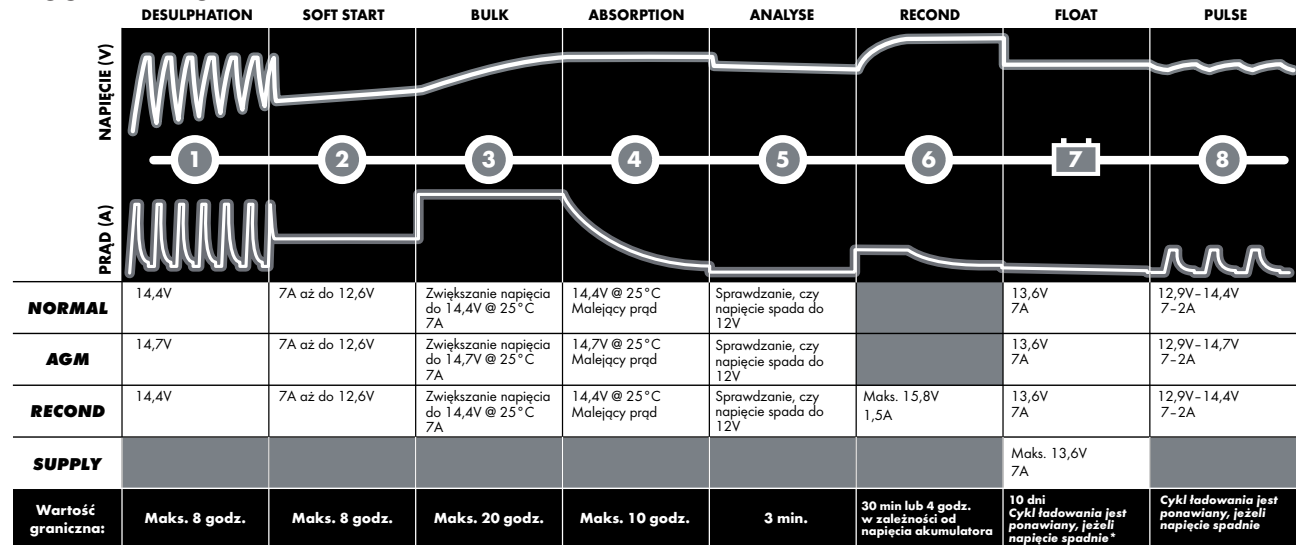 DESULPHATION SOFT START BULK ABSORPTION ANALYSE RECOND FLOAT PULSE
NAPIĘCIE (V)
1 2 3 4 5 6 7 8
PRĄD (A)
NORMAL
14,4V
7A aż do 12,6V
Zwiększanie napięcia
do 14,4V @ 25°C
7A
14,4V @ 25°C
Malejący prąd
Sprawdzanie, czy
napięcie spada do
12V
13,6V
7A
12,9V–14,4V
7–2A
AGM
14,7V
7A aż do 12,6V
Zwiększanie napięcia
do 14,7V @ 25°C
7A
14,7V @ 25°C
Malejący prąd
Sprawdzanie, czy
napięcie spada do
12V
13,6V
7A
12,9V–14,7V
7–2A
RECOND
14,4V
7A aż do 12,6V
Zwiększanie napięcia
do 14,4V @ 25°C
7A
14,4V @ 25°C
Malejący prąd
Sprawdzanie, czy
napięcie spada do
12V
Maks. 15,8V
1,5A
13,6V
7A
12,9V–14,4V
7–2A
SUPPLY
Maks. 13,6V
7A
Wartość
graniczna:
Maks. 8 godz.
Maks. 8 godz.
Maks. 20 godz.
Maks. 10 godz.
3 min.
30 min lub 4 godz.
w zależności od
napięcia akumulatora
10 dni
Cykl ładowania jest
ponawiany, jeżeli
napięcie spadnie*
Cykl ładowania jest
ponawiany, jeżeli
napięcie spadnie